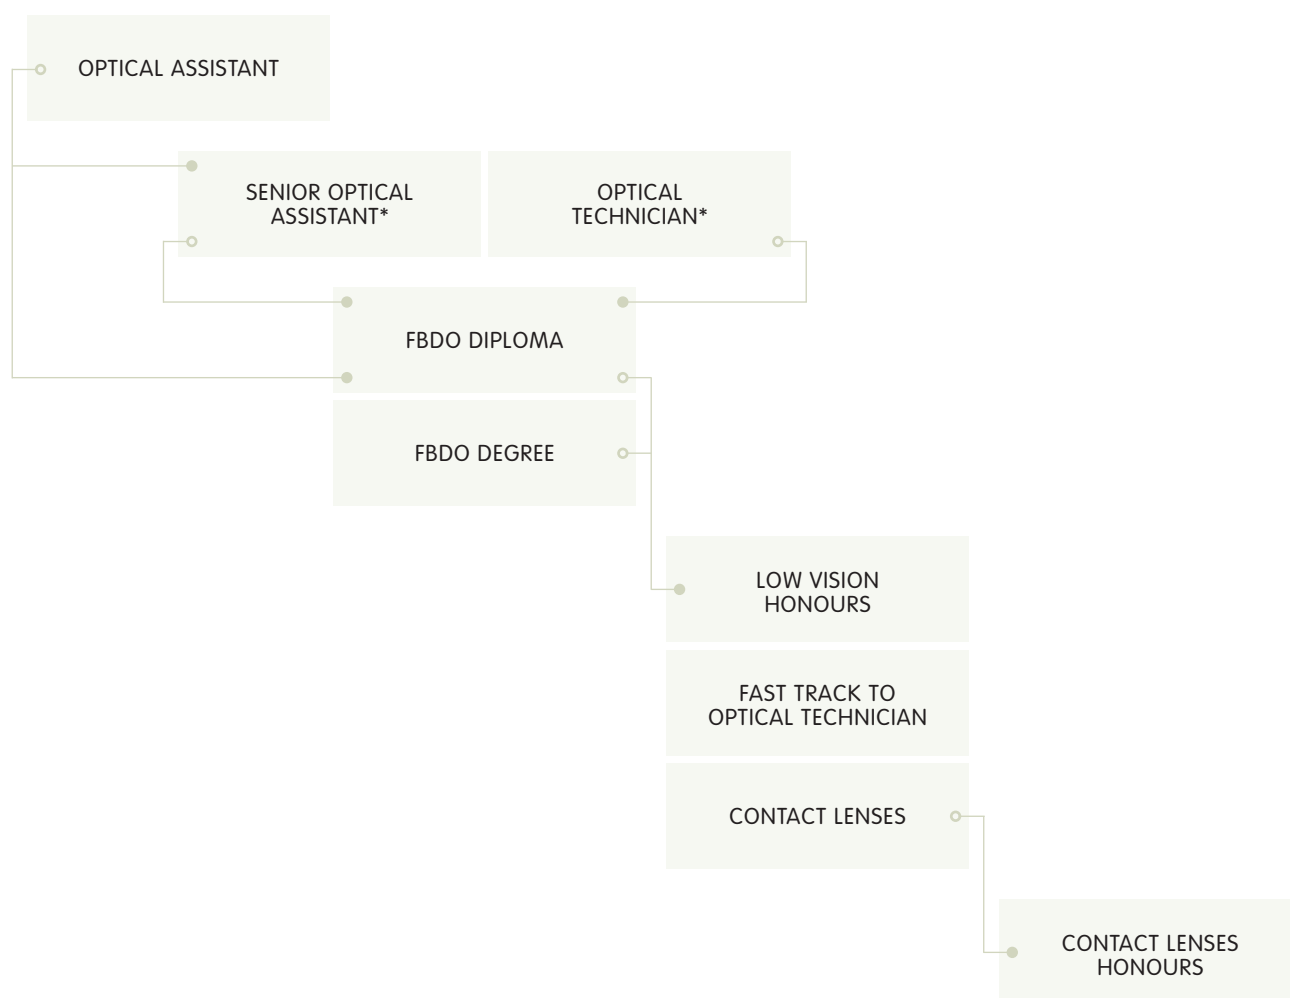 OPTICAL ASSISTANT
SENIOR OPTICAL
ASSISTANT*
OPTICAL
TECHNICIAN*
FBDO DIPLOMA
FBDO DEGREE
LOW VISION
HONOURS
FAST TRACK TO
OPTICAL TECHNICIAN
CONTACT LENSES
CONTACT LENSES
HONOURS